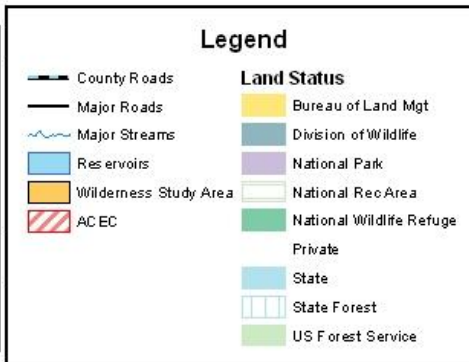 Legend
County Roads
Major Roads
Major Streams
Reservoirs
Wilderness Study Area
ACEC
Land Status
Bureau of Land Mgt
Division of Wildlife
National Park
National Rec Area
National Wildlife Refuge
Private
State
State Forest
US Forest Service